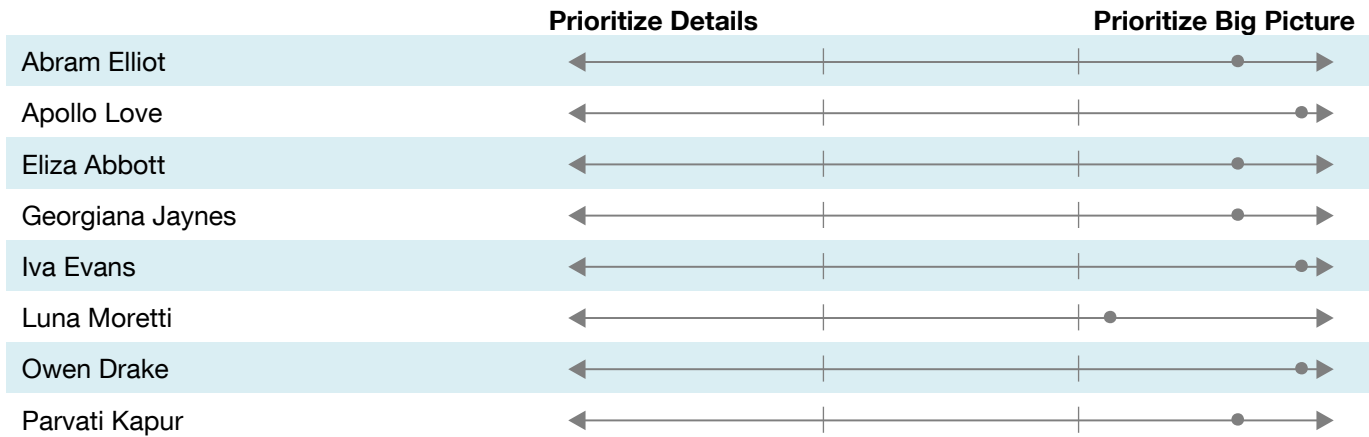 Prioritize Details Prioritize Big Picture
Abram Elliot
Apollo Love
Eliza Abbott
Georgiana Jaynes
Iva Evans
Luna Moretti
Owen Drake
Parvati Kapur